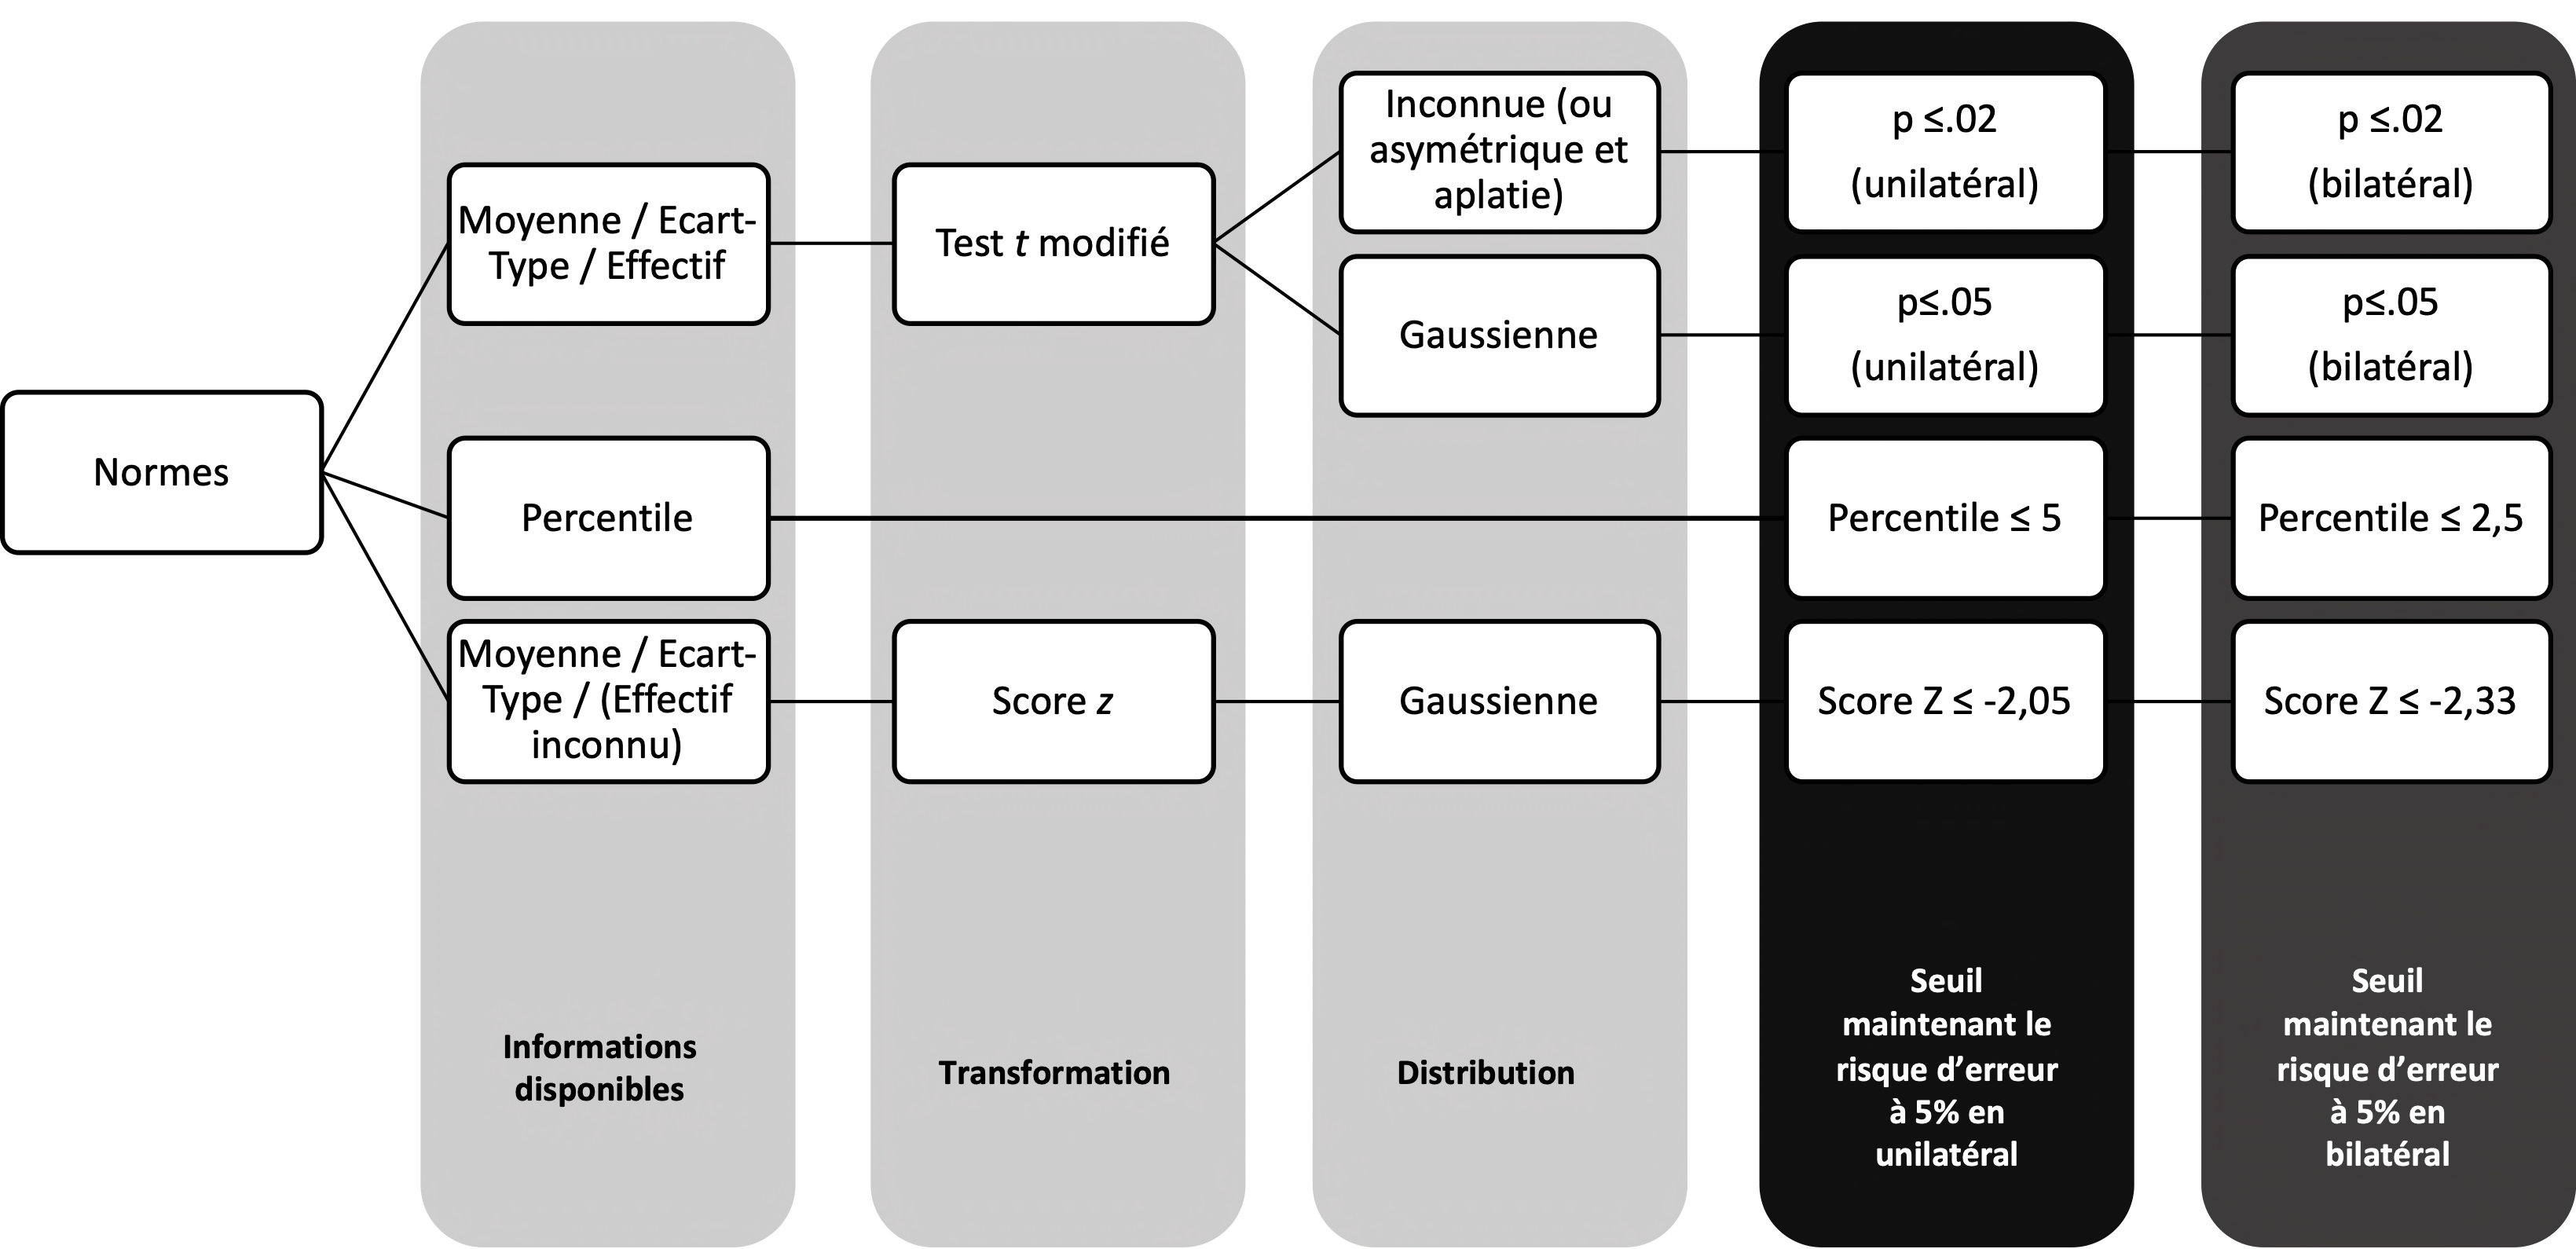 Normes
Moyenne / Ecart-
Type / Effectif
Percentile
Moyenne / Ecart-
Type / (Effectif
inconnu)
Informations
disponibles
Test t modifié
Score z
Transformation
Inconnue (ou
asymétrique et
aplatie)
Gaussienne
Gaussienne
Distribution
p ≤.02
(unilatéral)
p≤.05
(unilatéral)
Percentile ≤ 5
Score Z ≤ -2,05
Seuil
maintenant le
risque d’erreur
à 5% en
unilatéral
p ≤.02
(bilatéral)
p≤.05
(bilatéral)
Percentile ≤ 2,5
Score Z ≤ -2,33
Seuil
maintenant le
risque d’erreur
à 5% en
bilatéral